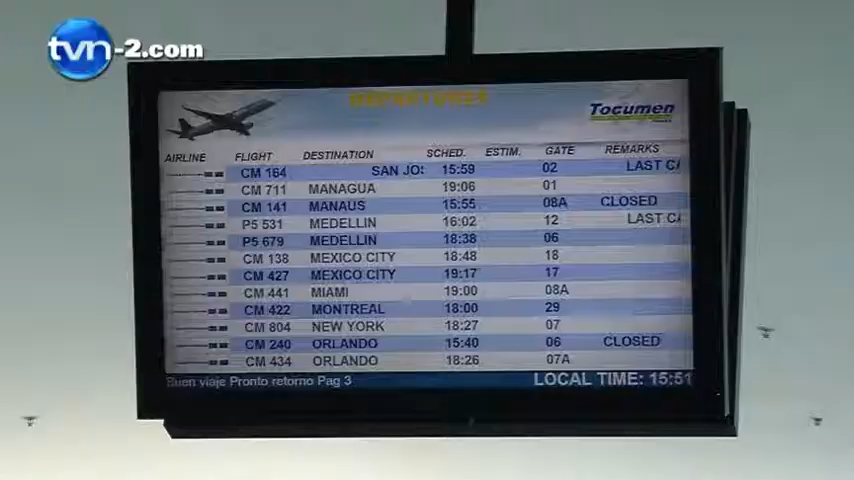 tvn-2.com
DEPARTURES
Tocumen
AIRLINE FLIGHT DESTINATION SCHED. ESTIM. GATE REMARKS
CM 164 SAN JO: 15:59 02 LAST CA
CM 711 MANAGUA 19:06 01
CM 141 MANAUS 15:55 08A CLOSED
P5 531 MEDELLIN 16:02 12 LAST CA
P5 679 MEDELLIN 18:38 06
CM 138 MEXICO CITY 18:48 18
CM 427 MEXICO CITY 19:17 17
CM 441 MIAMI 19:00 08A
CM 422 MONTREAL 18:00 29
CM 804 NEW YORK 18:27 07
CM 240 ORLANDO 15:40 06 CLOSED
CM 434 ORLANDO 18:26 07A
Buen viaje Pronto retorno Pag 3 LOCAL TIME: 15:51